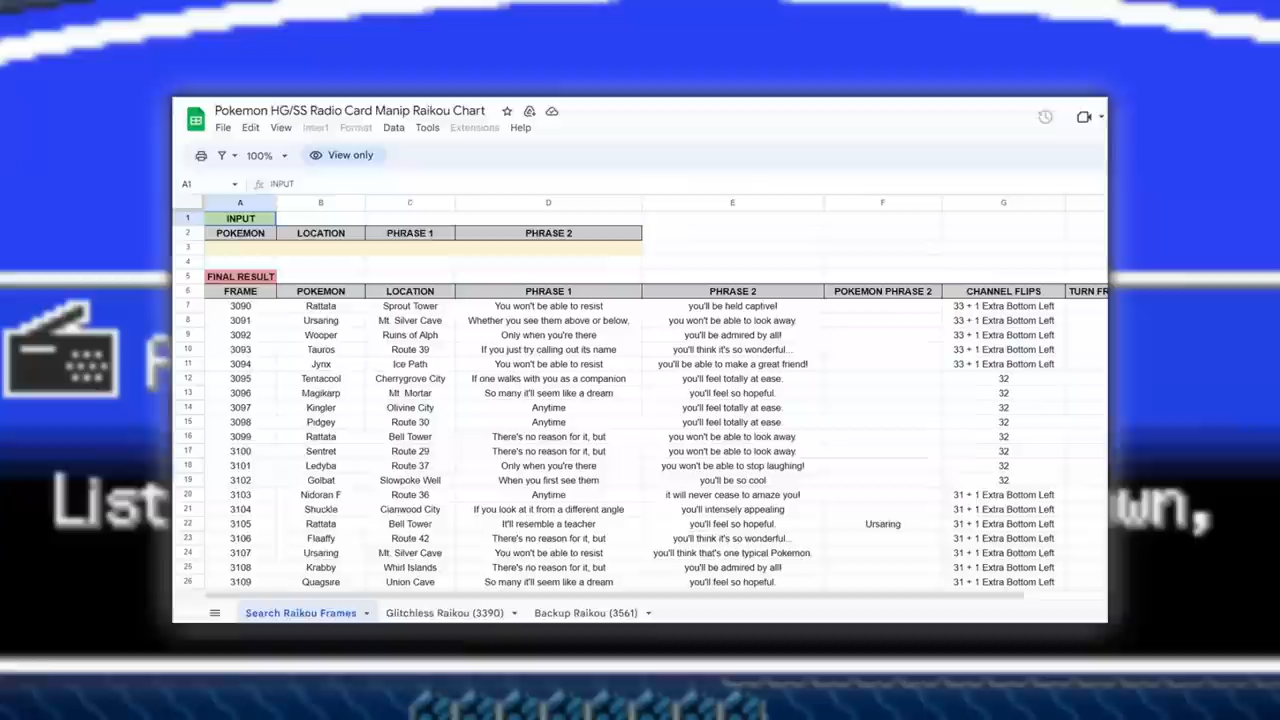 Pokemon HG/SS Radio Card Manip Raikou Chart
File Edit View Insert Format Data Tools Extensions Help
100% View only
A1 fx INPUT
A B C D E F G
1 INPUT
2 POKEMON LOCATION PHRASE 1 PHRASE 2
3
4
5 FINAL RESULT
6 FRAME POKEMON LOCATION PHRASE 1 PHRASE 2 POKEMON PHRASE 2 CHANNEL FLIPS TURN FR
7 3090 Rattata Sprout Tower You won't be able to resist you'll be held captive! 33 + 1 Extra Bottom Left
8 3091 Ursaring Mt. Silver Cave Whether you see them above or below, you won't be able to look away 33 + 1 Extra Bottom Left
9 3092 Wooper Ruins of Alph Only when you're there you'll be admired by all! 33 + 1 Extra Bottom Left
10 3093 Tauros Route 39 If you just try calling out its name you'll think it's so wonderful... 33 + 1 Extra Bottom Left
11 3094 Jynx Ice Path You won't be able to resist you'll be able to make a great friend! 33 + 1 Extra Bottom Left
12 3095 Tentacool Cherrygrove City If one walks with you as a companion you'll feel totally at ease. 32
13 3096 Magikarp Mt Mortar So many it'll seem like a dream you'll feel so hopeful. 32
14 3097 Kingler Olivine City Anytime you'll feel totally at ease 32
15 3098 Pidgey Route 30 Anytime you'll feel totally at ease. 32
16 3099 Rattata Bell Tower There's no reason for it, but you won't be able to look away 32
17 3100 Sentret Route 29 There's no reason for it, but you won't be able to look away 32
18 3101 Ledyba Route 37 Only when you're there you won't be able to stop laughing! 32
19 3102 Golbat Slowpoke Well When you first see them you'll be so cool 32
20 3103 Nidoran F Route 36 Anytime it will never cease to amaze you! 31 + 1 Extra Bottom Left
21 3104 Shuckle Cianwood City If you look at it from a different angle you'll intensely appealing 31 + 1 Extra Bottom Left
22 3105 Rattata Bell Tower It'll resemble a teacher you'll feel so hopeful. Ursaring 31 + 1 Extra Bottom Left
23 3106 Flaaffy Route 42 There's no reason for it, but you'll think it's so wonderful... 31 + 1 Extra Bottom Left
24 3107 Ursaring Mt. Silver Cave You won't be able to resist you'll think that's one typical Pokemon. 31 + 1 Extra Bottom Left
25 3108 Krabby Whirl Islands There's no reason for it, but you'll be admired by all! 31 + 1 Extra Bottom Left
26 3109 Quagsire Union Cave So many it'll seem like a dream you'll feel so hopeful. 31 + 1 Extra Bottom Left
Search Raikou Frames Glitchless Raikou (3390) Backup Raikou (3561)